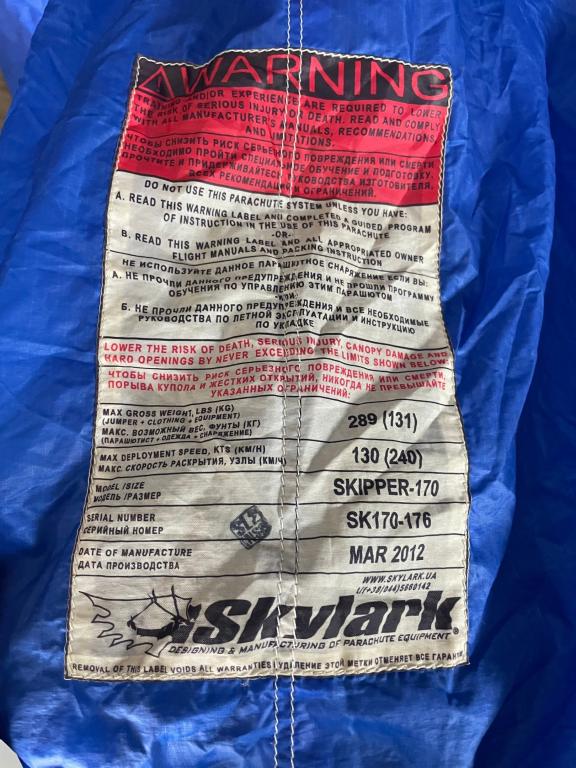 WARNING
TRAINING AND/OR EXPERIENCE ARE REQUIRED TO LOWER
THE RISK OF SERIOUS INJURY OR DEATH. READ AND COMPLY
WITH ALL MANUFACTURER'S MANUALS, RECOMMENDATIONS,
AND LIMITATIONS.
ЧТОБЫ СНИЗИТЬ РИСК СЕРЬЕЗНОГО ПОВРЕЖДЕНИЯ ИЛИ СМЕРТИ,
НЕОБХОДИМО ПРОЙТИ СПЕЦИАЛЬНОЕ ОБУЧЕНИЕ И ПОДГОТОВКУ.
ПРОЧТИТЕ И ПРИДЕРЖИВАЙТЕСЬ РУКОВОДСТВА ИЗГОТОВИТЕЛЯ,
ВСЕХ РЕКОМЕНДАЦИЙ И ОГРАНИЧЕНИЙ.
DO NOT USE THIS PARACHUTE SYSTEM UNLESS YOU HAVE:
A. READ THIS WARNING LABEL AND COMPLETED A GUIDED PROGRAM
OF INSTRUCTION IN THE USE OF THIS PARACHUTE
-OR-
B. READ THIS WARNING LABEL AND ALL APPROPRIATED OWNER
FLIGHT MANUALS AND PACKING INSTRUCTION
НЕ ИСПОЛЬЗУЙТЕ ДАННОЕ ПАРАШЮТНОЕ СНАРЯЖЕНИЕ ЕСЛИ ВЫ:
А. НЕ ПРОЧЛИ ДАННОГО ПРЕДУПРЕЖДЕНИЯ И НЕ ПРОШЛИ ПРОГРАММУ
ОБУЧЕНИЯ ПО УПРАВЛЕНИЮ ЭТИМ ПАРАШЮТОМ
-ИЛИ-
Б. НЕ ПРОЧЛИ ДАННОГО ПРЕДУПРЕЖДЕНИЯ И ВСЕ НЕОБХОДИМЫЕ
РУКОВОДСТВА ПО ЛЕТНОЙ ЭКСПЛУАТАЦИИ И ИНСТРУКЦИЮ
ПО УКЛАДКЕ
LOWER THE RISK OF DEATH, SERIOUS INJURY, CANOPY DAMAGE AND
HARD OPENINGS BY NEVER EXCEEDING THE LIMITS SHOWN BELOW:
ЧТОБЫ СНИЗИТЬ РИСК СЕРЬЕЗНОГО ПОВРЕЖДЕНИЯ ИЛИ СМЕРТИ,
ПОРЫВА КУПОЛА И ЖЕСТКИХ ОТКРЫТИЙ, НИКОГДА НЕ ПРЕВЫШАЙТЕ
УКАЗАННЫХ ОГРАНИЧЕНИЙ:
MAX GROSS WEIGHT, LBS (KG)
(JUMPER + CLOTHING + EQUIPMENT)
МАКС. ВОЗМОЖНЫЙ ВЕС, ФУНТЫ (КГ)
(ПАРАШЮТИСТ + ОДЕЖДА + СНАРЯЖЕНИЕ)
289 (131)
MAX DEPLOYMENT SPEED, KTS (KM/H)
МАКС. СКОРОСТЬ РАСКРЫТИЯ, УЗЛЫ (КМ/Ч)
130 (240)
MODEL/SIZE
МОДЕЛЬ/РАЗМЕР
SKIPPER-170
SERIAL NUMBER
СЕРИЙНЫЙ НОМЕР
SK170-176
DATE OF MANUFACTURE
ДАТА ПРОИЗВОДСТВА
MAR 2012
WWW.SKYLARK.UA
t/f+38(044)5660142
Skylark®
DESIGNING & MANUFACTURING OF PARACHUTE EQUIPMENT
REMOVAL OF THIS LABEL VOIDS ALL WARRANTIES УДАЛЕНИЕ ЭТОЙ МЕТКИ ОТМЕНЯЕТ ВСЕ